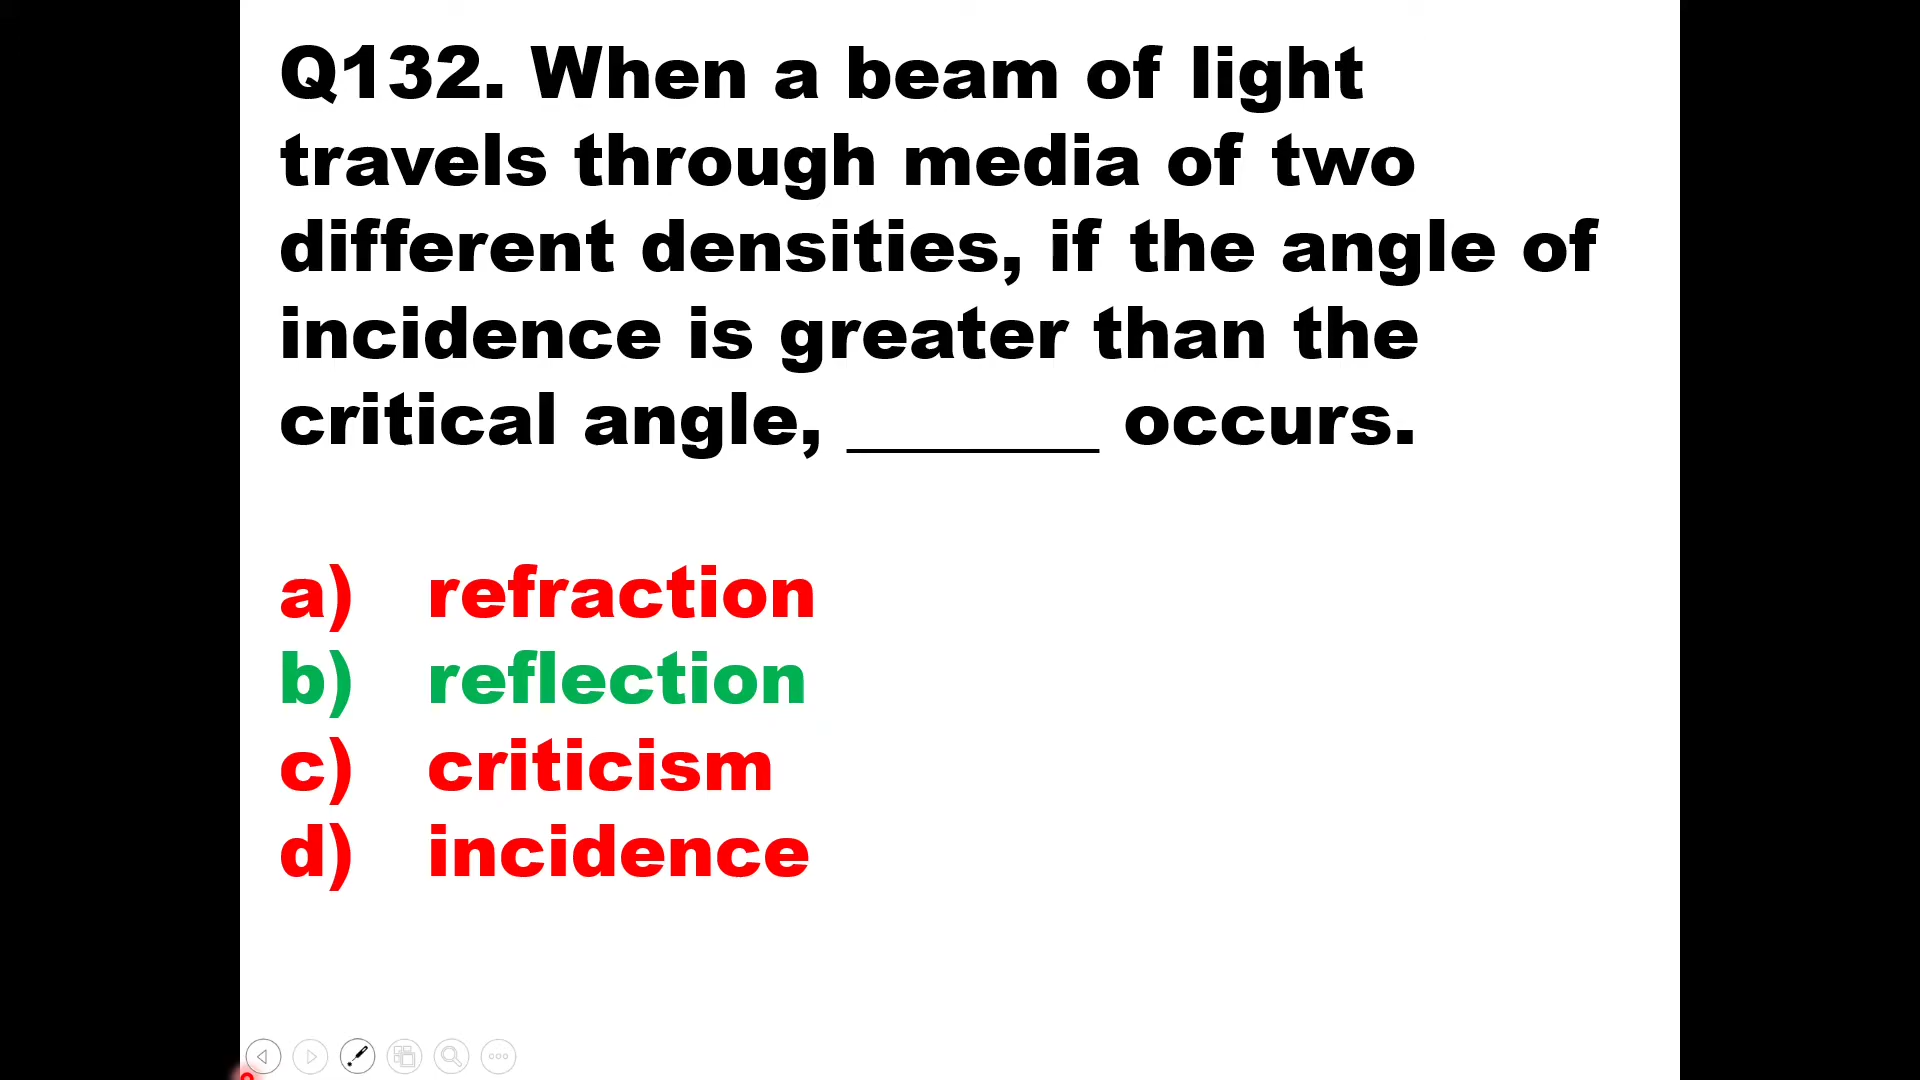 Q132. When a beam of light
travels through media of two
different densities, if the angle of
incidence is greater than the
critical angle, _______ occurs.
a) refraction
b) reflection
c) criticism
d) incidence